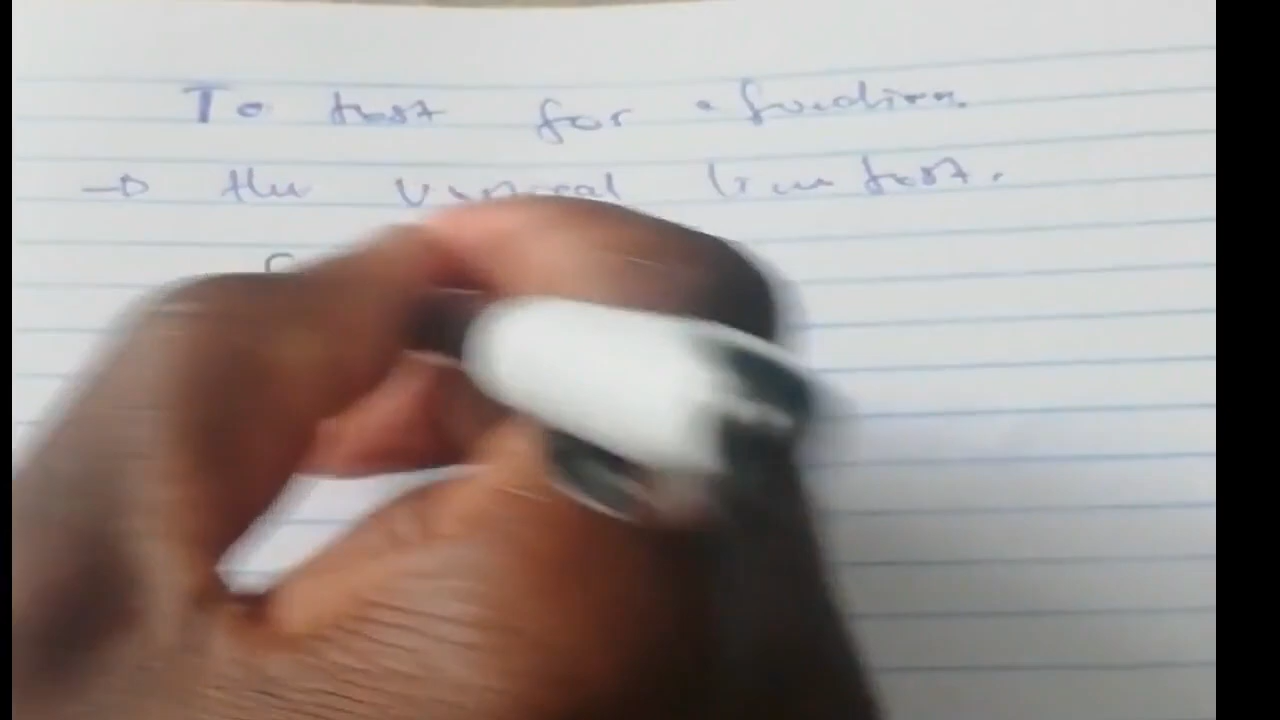 To test for a function.
→ the vertical line test.